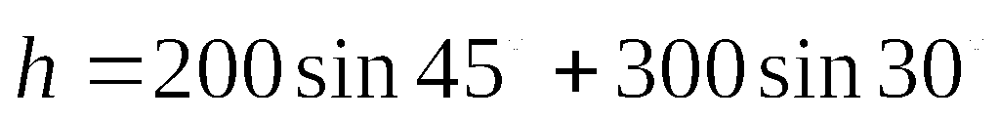 h = 200 sin 45° + 300 sin 30°